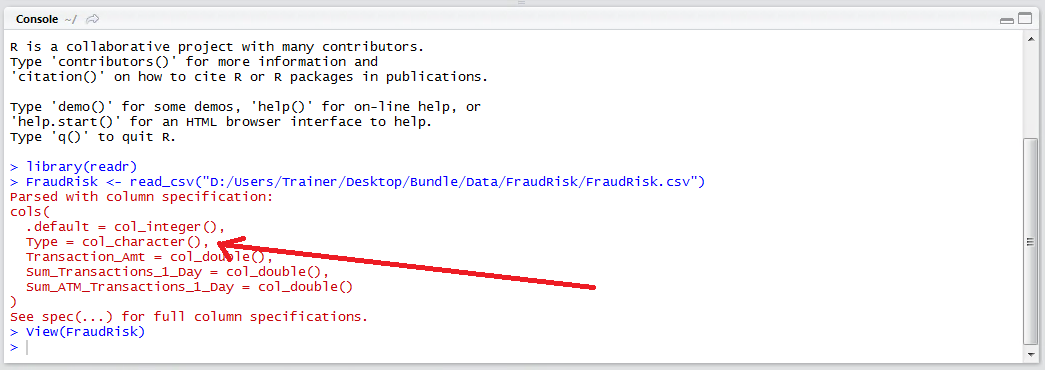 Console ~/
R is a collaborative project with many contributors.
Type 'contributors()' for more information and
'citation()' on how to cite R or R packages in publications.
Type 'demo()' for some demos, 'help()' for on-line help, or
'help.start()' for an HTML browser interface to help.
Type 'q()' to quit R.
> library(readr)
> FraudRisk <- read_csv("D:/Users/Trainer/Desktop/Bundle/Data/FraudRisk/FraudRisk.csv")
Parsed with column specification:
cols(
  .default = col_integer(),
  Type = col_character(),
  Transaction_Amt = col_double(),
  Sum_Transactions_1_Day = col_double(),
  Sum_ATM_Transactions_1_Day = col_double()
)
See spec(...) for full column specifications.
> View(FraudRisk)
>